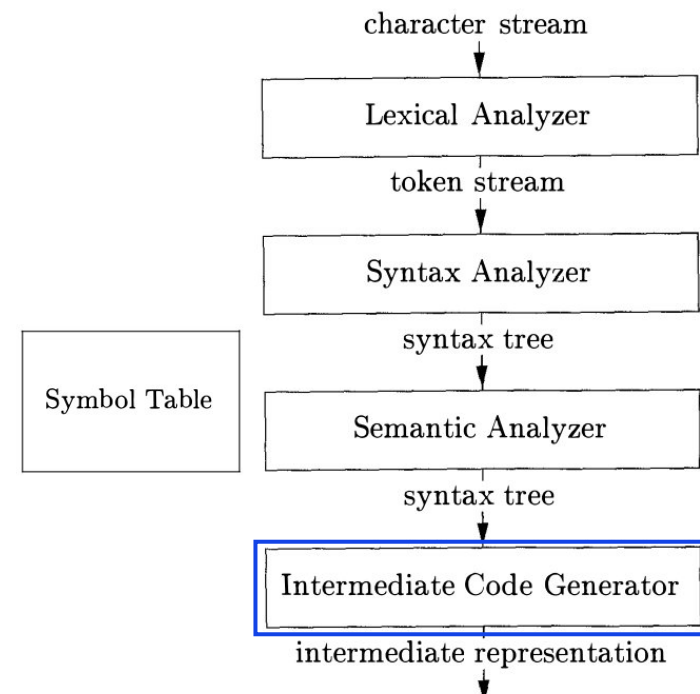 character stream
Lexical Analyzer
token stream
Syntax Analyzer
syntax tree
Symbol Table
Semantic Analyzer
syntax tree
Intermediate Code Generator
intermediate representation